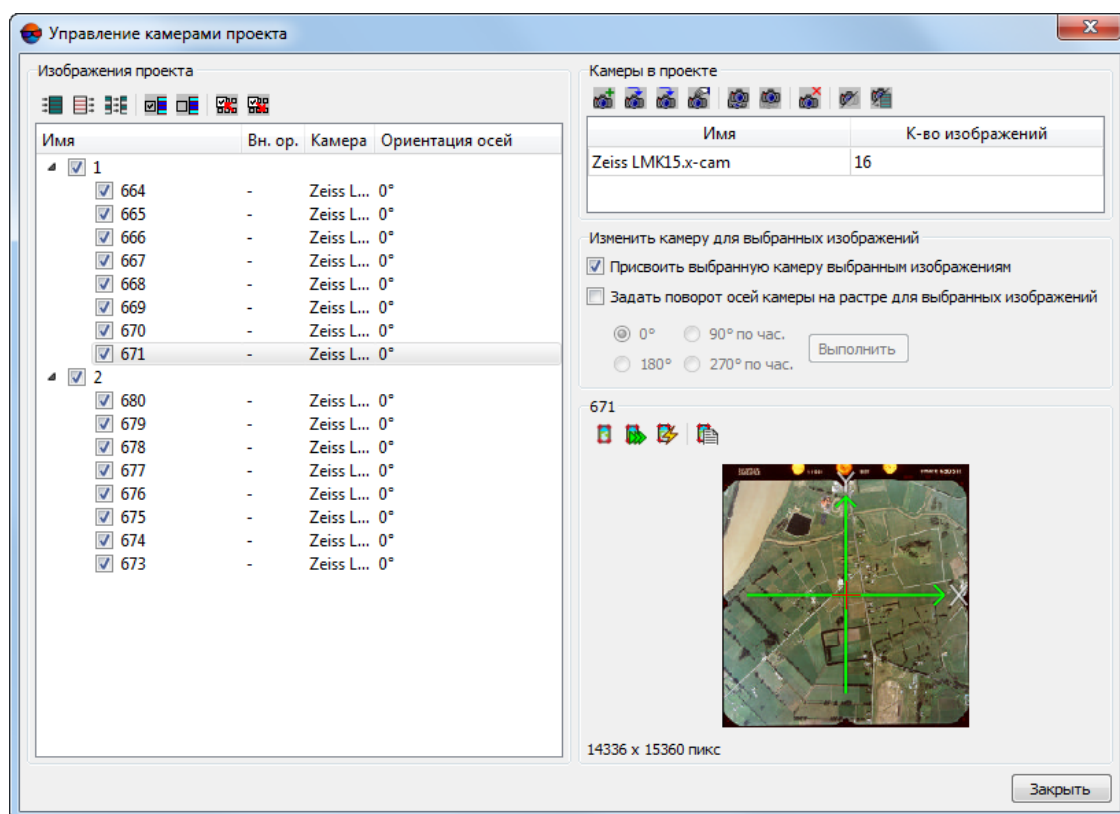 Управление камерами проекта
Изображения проекта
Имя Вн. ор. Камера Ориентация осей
1
664 - Zeiss L... 0°
665 - Zeiss L... 0°
666 - Zeiss L... 0°
667 - Zeiss L... 0°
668 - Zeiss L... 0°
669 - Zeiss L... 0°
670 - Zeiss L... 0°
671 - Zeiss L... 0°
2
680 - Zeiss L... 0°
679 - Zeiss L... 0°
678 - Zeiss L... 0°
677 - Zeiss L... 0°
676 - Zeiss L... 0°
675 - Zeiss L... 0°
674 - Zeiss L... 0°
673 - Zeiss L... 0°
Камеры в проекте
Имя К-во изображений
Zeiss LMK15.x-cam 16
Изменить камеру для выбранных изображений
Присвоить выбранную камеру выбранным изображениям
Задать поворот осей камеры на растре для выбранных изображений
0° 90° по час.
180° 270° по час.
Выполнить
671
Y
X
14336 x 15360 пикс
Закрыть